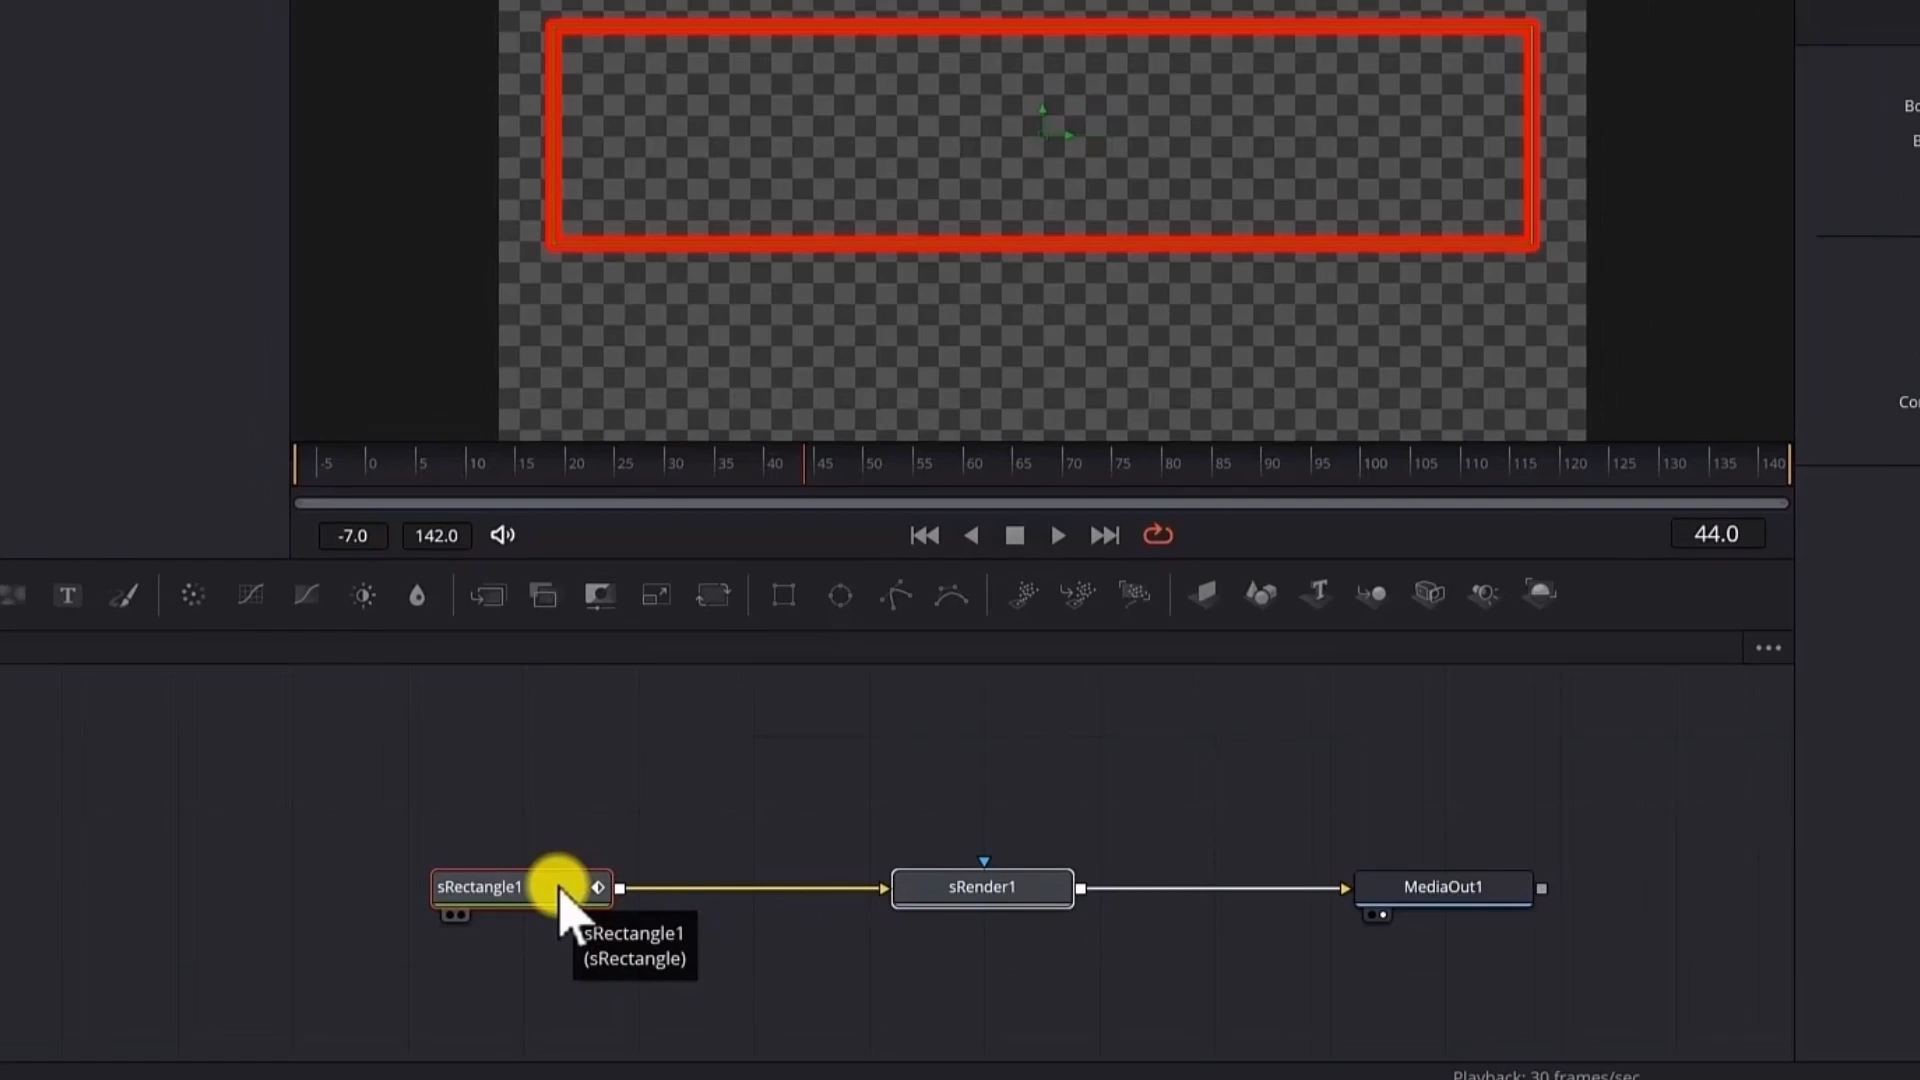 Bo
B
Co
-5 0 5 10 15 20 25 30 35 40 45 50 55 60 65 70 75 80 85 90 95 100 105 110 115 120 125 130 135 140
-7.0 142.0 44.0
T
sRectangle1 sRender1 MediaOut1
sRectangle1
(sRectangle)
Playback: 30 frames/sec